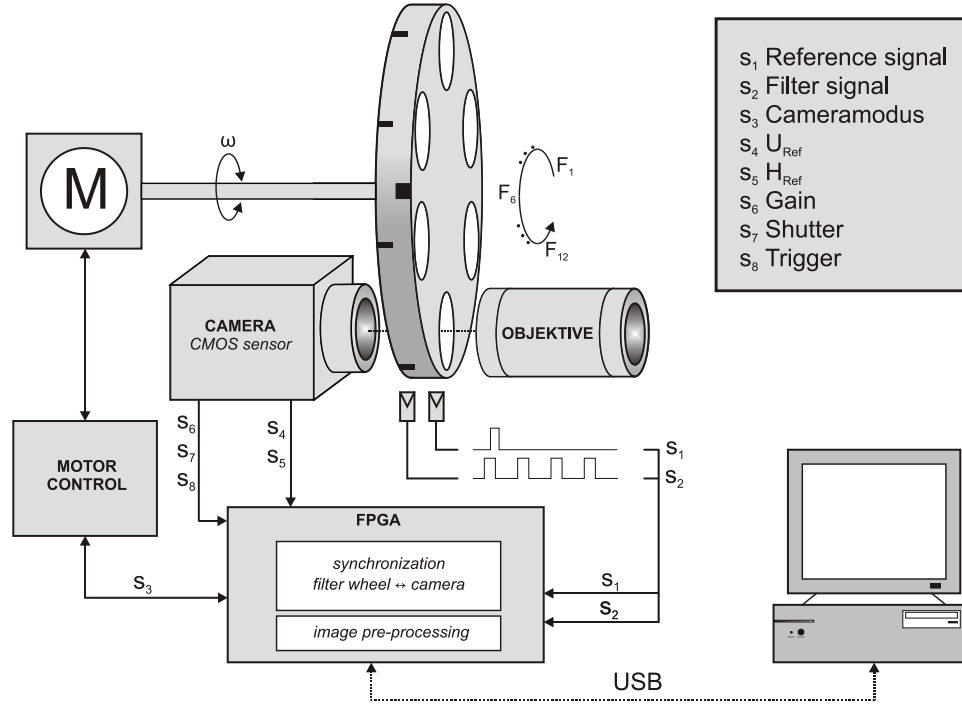 s₁ Reference signal
s₂ Filter signal
s₃ Cameramodus
s₄ U_Ref
s₅ H_Ref
s₆ Gain
s₇ Shutter
s₈ Trigger
M
ω
F₁
F₆
F₁₂
CAMERA
CMOS sensor
OBJEKTIVE
MOTOR
CONTROL
s₆
s₇
s₈
s₄
s₅
s₁
s₂
FPGA
synchronization
filter wheel ↔ camera
image pre-processing
s₃
s₁
s₂
USB